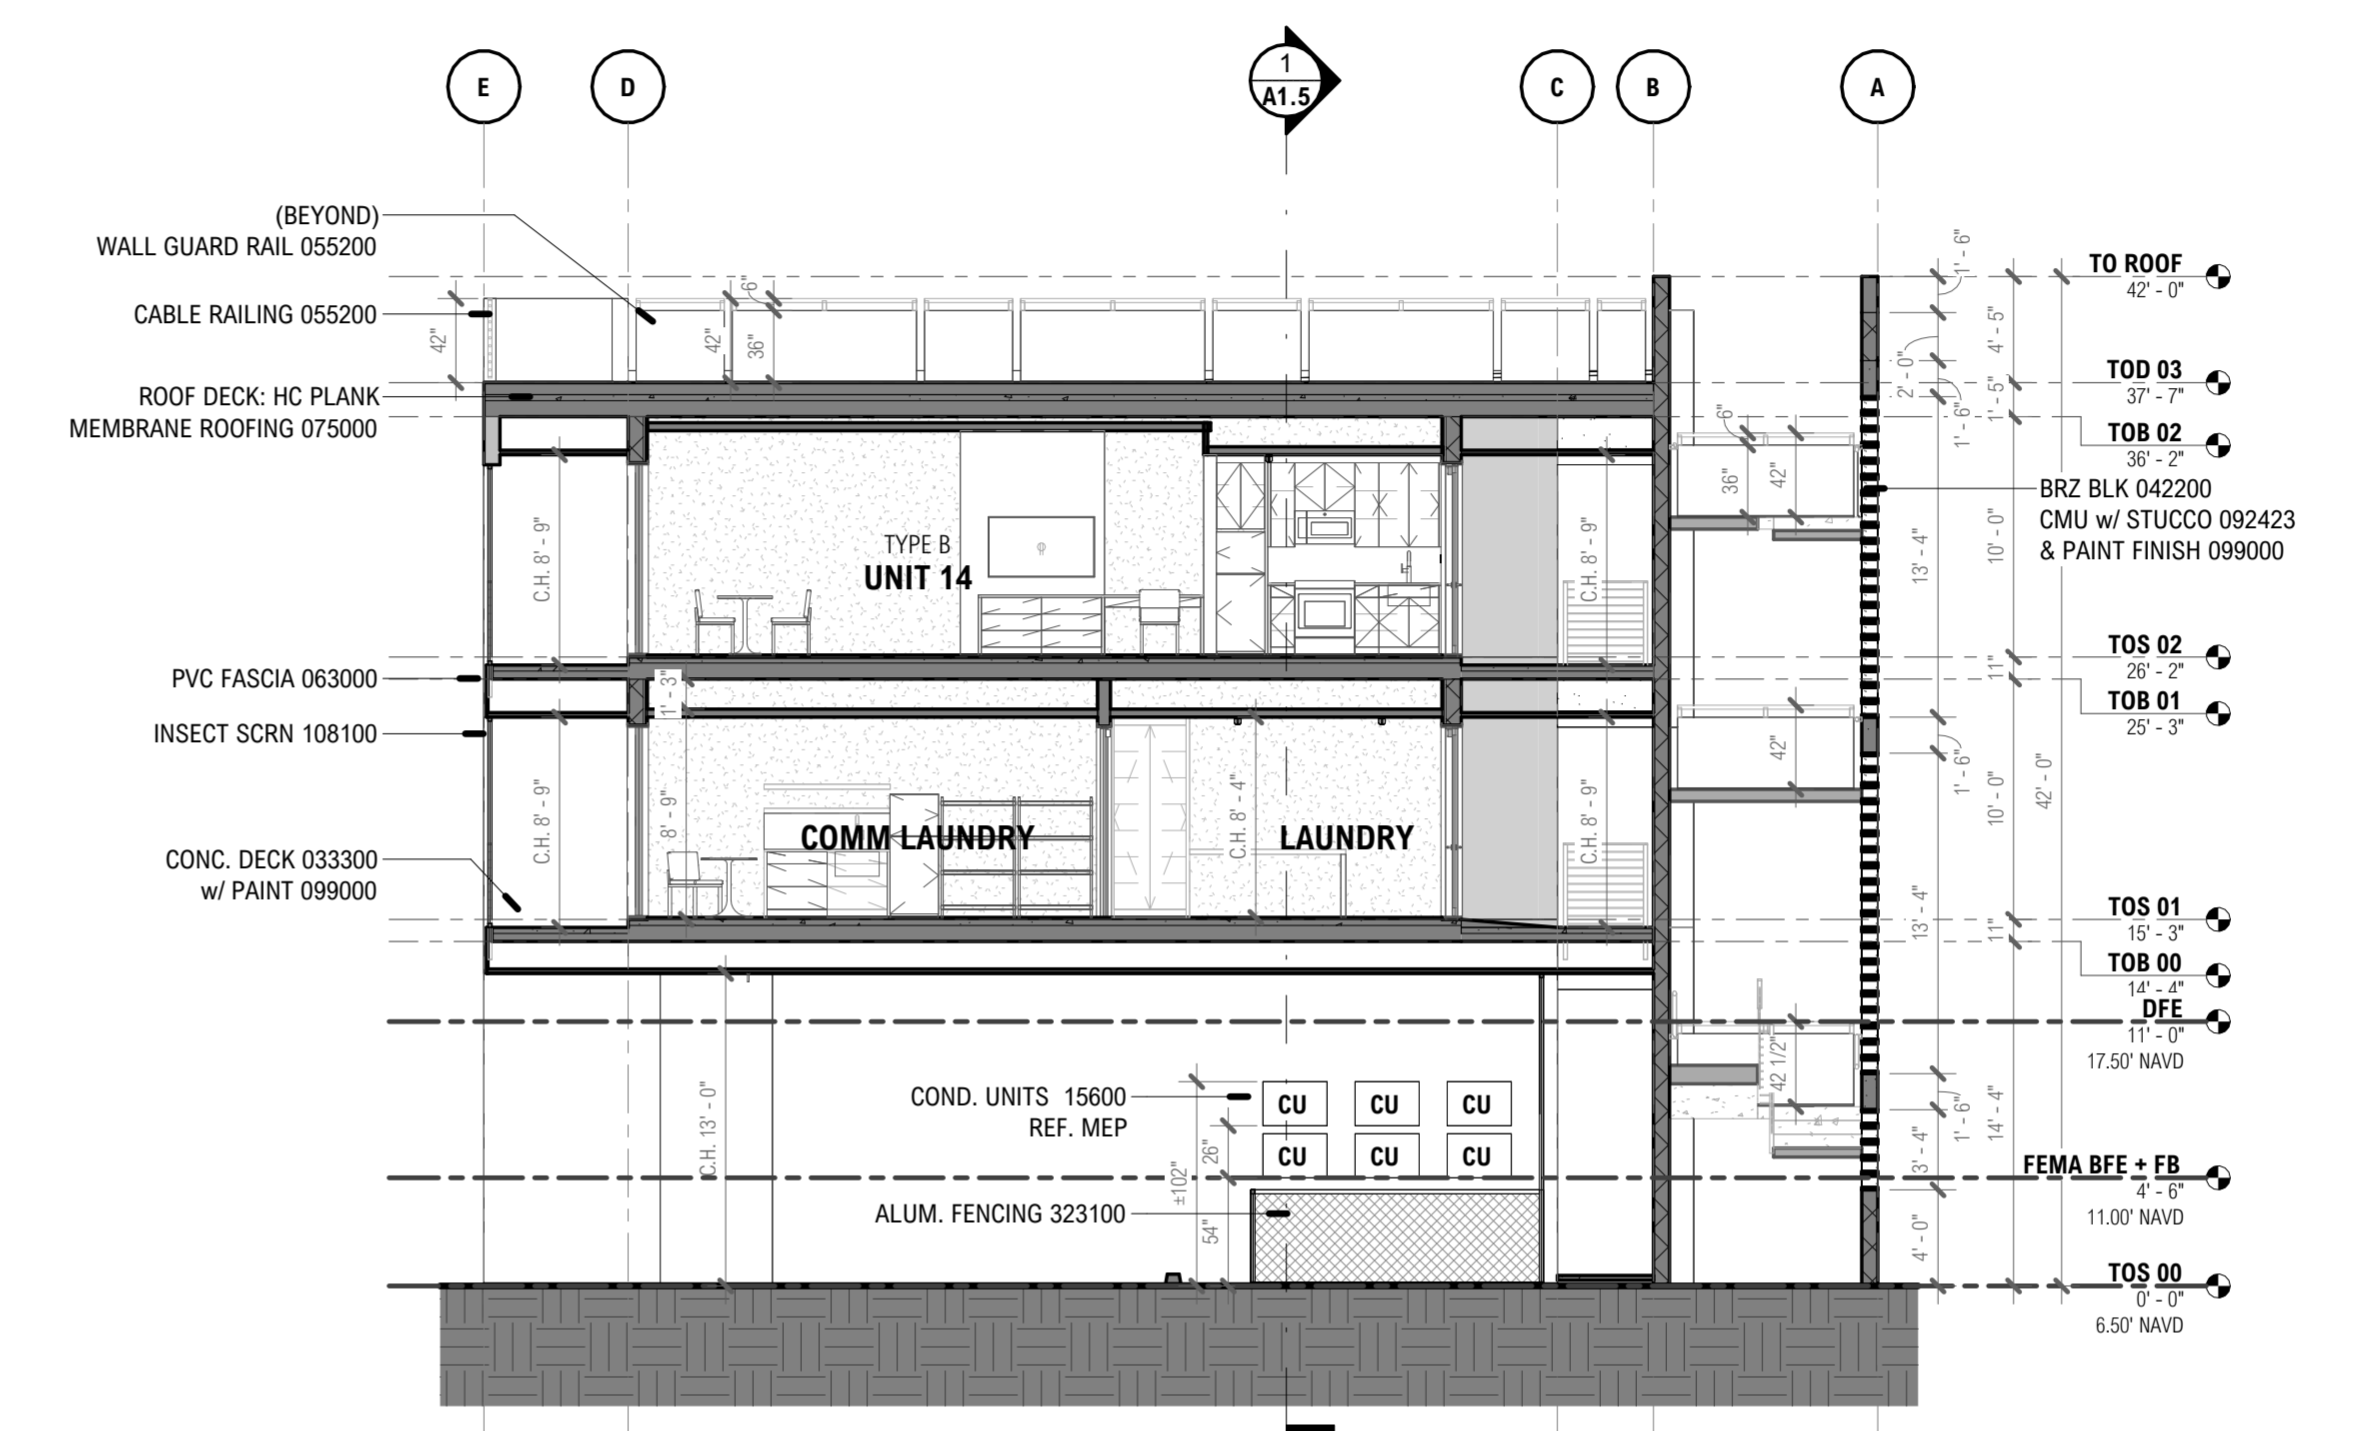 E
D
1
A1.5
C
B
A
(BEYOND)
WALL GUARD RAIL 055200
CABLE RAILING 055200
ROOF DECK: HC PLANK
MEMBRANE ROOFING 075000
PVC FASCIA 063000
INSECT SCRN 108100
CONC. DECK 033300
w/ PAINT 099000
42"
42"
6"
36"
C.H. 8' - 9"
TYPE B
UNIT 14
C.H. 8' - 9"
1' - 3"
C.H. 8' - 9"
8' - 9"
COMM LAUNDRY
C.H. 8' - 4"
LAUNDRY
C.H. 8' - 9"
C.H. 13' - 0"
COND. UNITS 15600
REF. MEP
CU CU CU
CU CU CU
±102"
26"
54"
ALUM. FENCING 323100
6"
36"
42"
42"
42 1/2"
1' - 6"
2' - 0"
1' - 6"
13' - 4"
1' - 6"
13' - 4"
1' - 6"
3' - 4"
4' - 0"
4' - 5"
1' - 5"
10' - 0"
11"
10' - 0"
11"
14' - 4"
42' - 0"
TO ROOF
42' - 0"
TOD 03
37' - 7"
TOB 02
36' - 2"
BRZ BLK 042200
CMU w/ STUCCO 092423
& PAINT FINISH 099000
TOS 02
26' - 2"
TOB 01
25' - 3"
TOS 01
15' - 3"
TOB 00
14' - 4"
DFE
11' - 0"
17.50' NAVD
FEMA BFE + FB
4' - 6"
11.00' NAVD
TOS 00
0' - 0"
6.50' NAVD